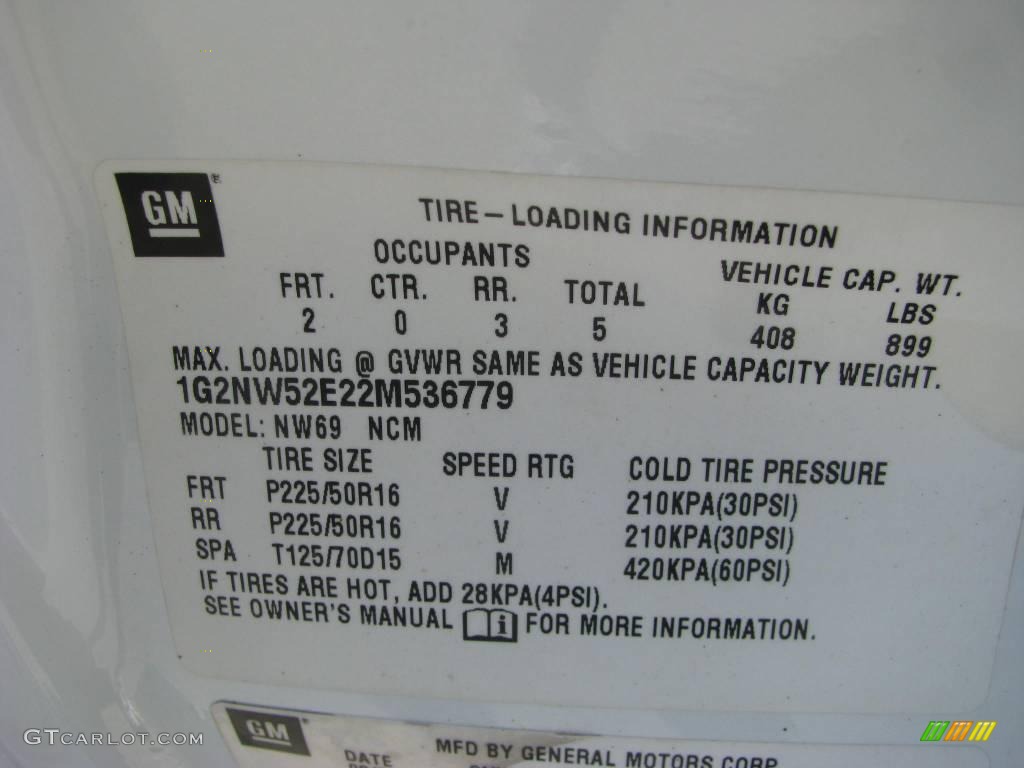 GM®
TIRE – LOADING INFORMATION
OCCUPANTS VEHICLE CAP. WT.
FRT. CTR. RR. TOTAL KG LBS
2 0 3 5 408 899
MAX. LOADING @ GVWR SAME AS VEHICLE CAPACITY WEIGHT.
1G2NW52E22M536779
MODEL: NW69 NCM
TIRE SIZE SPEED RTG COLD TIRE PRESSURE
FRT P225/50R16 V 210KPA(30PSI)
RR P225/50R16 V 210KPA(30PSI)
SPA T125/70D15 M 420KPA(60PSI)
IF TIRES ARE HOT, ADD 28KPA(4PSI).
SEE OWNER'S MANUAL i FOR MORE INFORMATION.
GM
DATE MFD BY GENERAL MOTORS CORP
GTcarlot.com